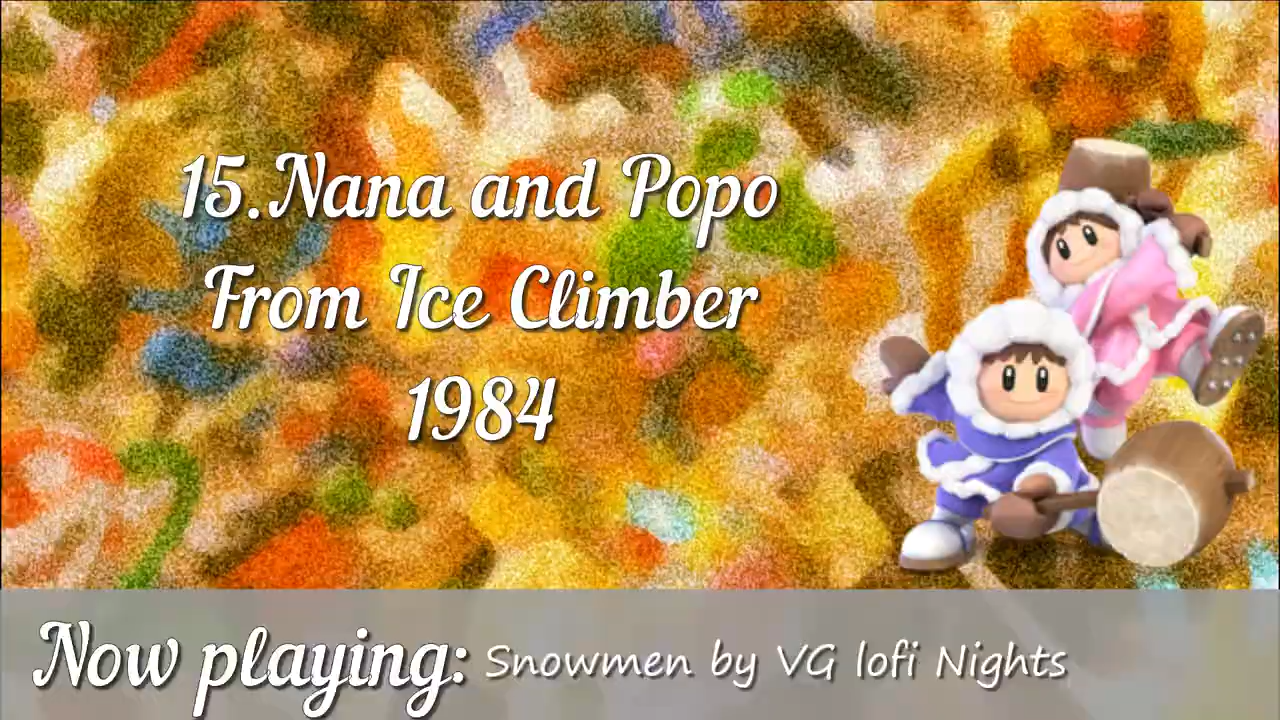 15.Nana and Popo
From Ice Climber
1984
Now playing: Snowmen by VG lofi Nights